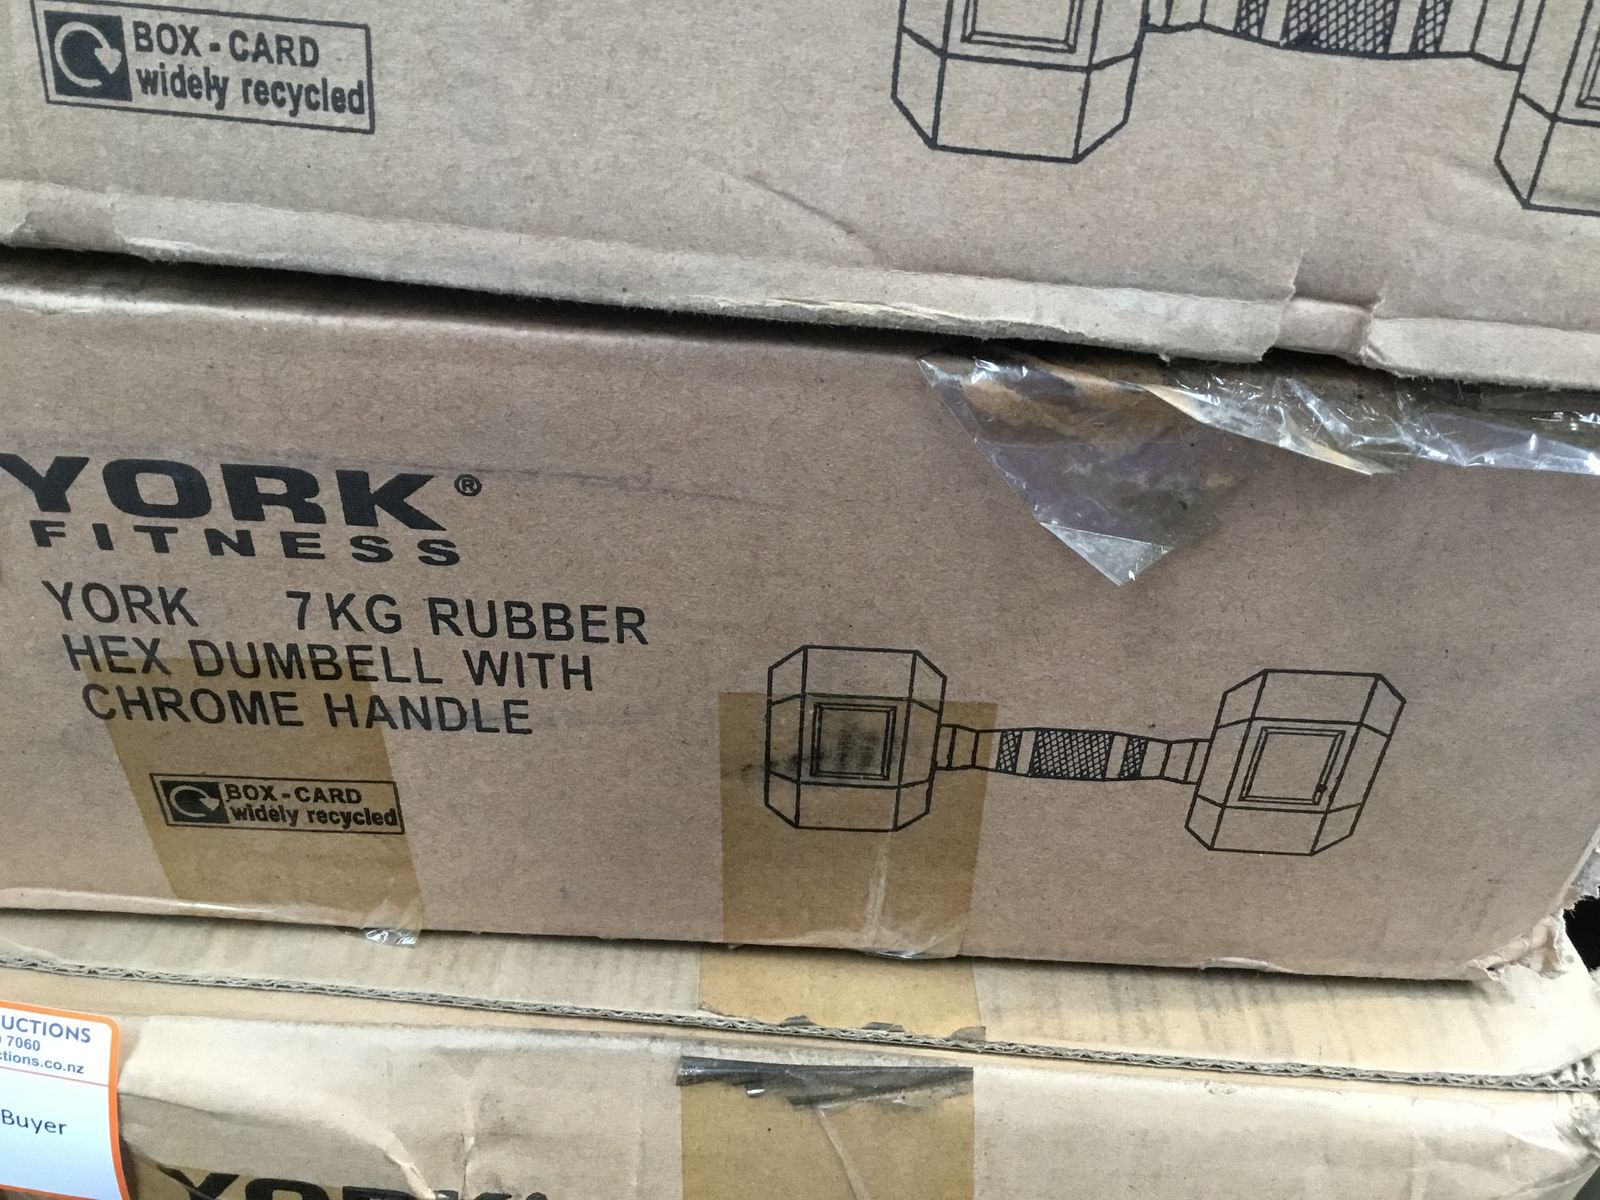 BOX - CARD
widely recycled
YORK®
FITNESS
YORK 7KG RUBBER
HEX DUMBELL WITH
CHROME HANDLE
BOX - CARD
widely recycled
UCTIONS
7060
ctions.co.nz
Buyer
YORK